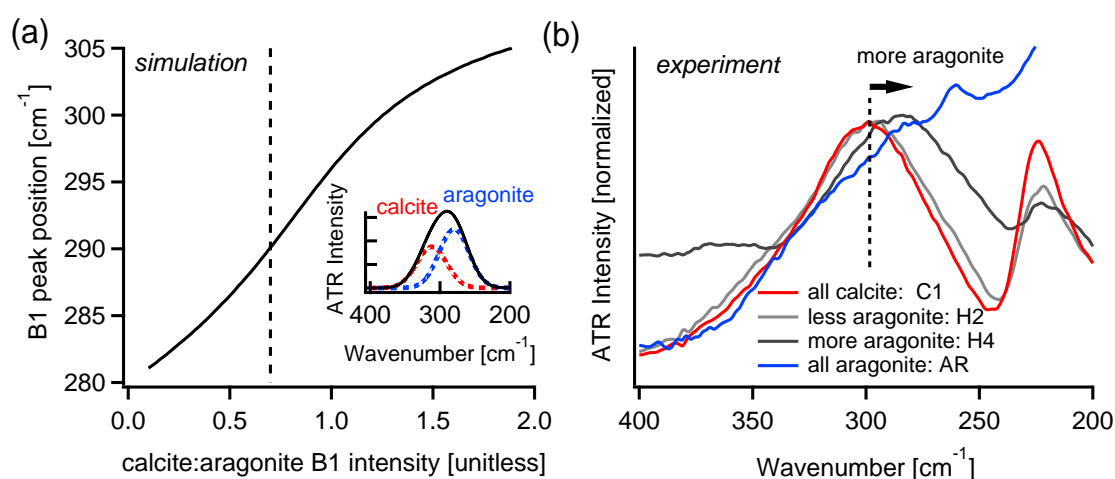 (a)
simulation
B1 peak position [cm-1]
305
300
295
290
285
280
0.0 0.5 1.0 1.5 2.0
calcite:aragonite B1 intensity [unitless]
calcite
aragonite
ATR Intensity
400 300 200
Wavenumber [cm-1]
(b)
experiment
more aragonite
ATR Intensity [normalized]
all calcite: C1
less aragonite: H2
more aragonite: H4
all aragonite: AR
400 350 300 250 200
Wavenumber [cm-1]